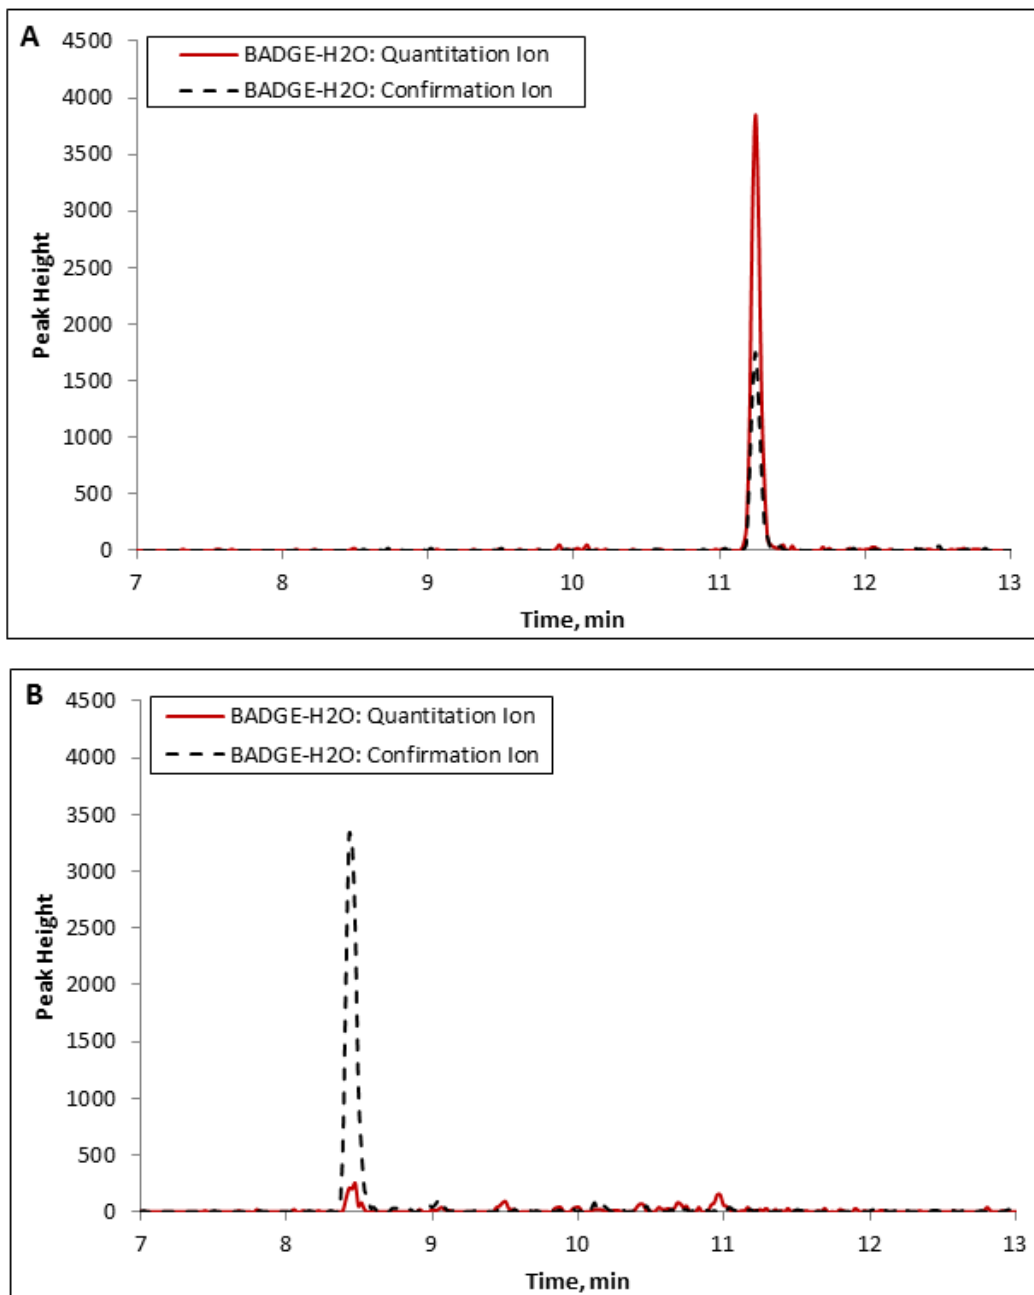 A
4500
4000
3500
3000
2500
2000
1500
1000
500
0
Peak Height
BADGE-H2O: Quantitation Ion
BADGE-H2O: Confirmation Ion
7 8 9 10 11 12 13
Time, min
B
4500
4000
3500
3000
2500
2000
1500
1000
500
0
Peak Height
BADGE-H2O: Quantitation Ion
BADGE-H2O: Confirmation Ion
7 8 9 10 11 12 13
Time, min